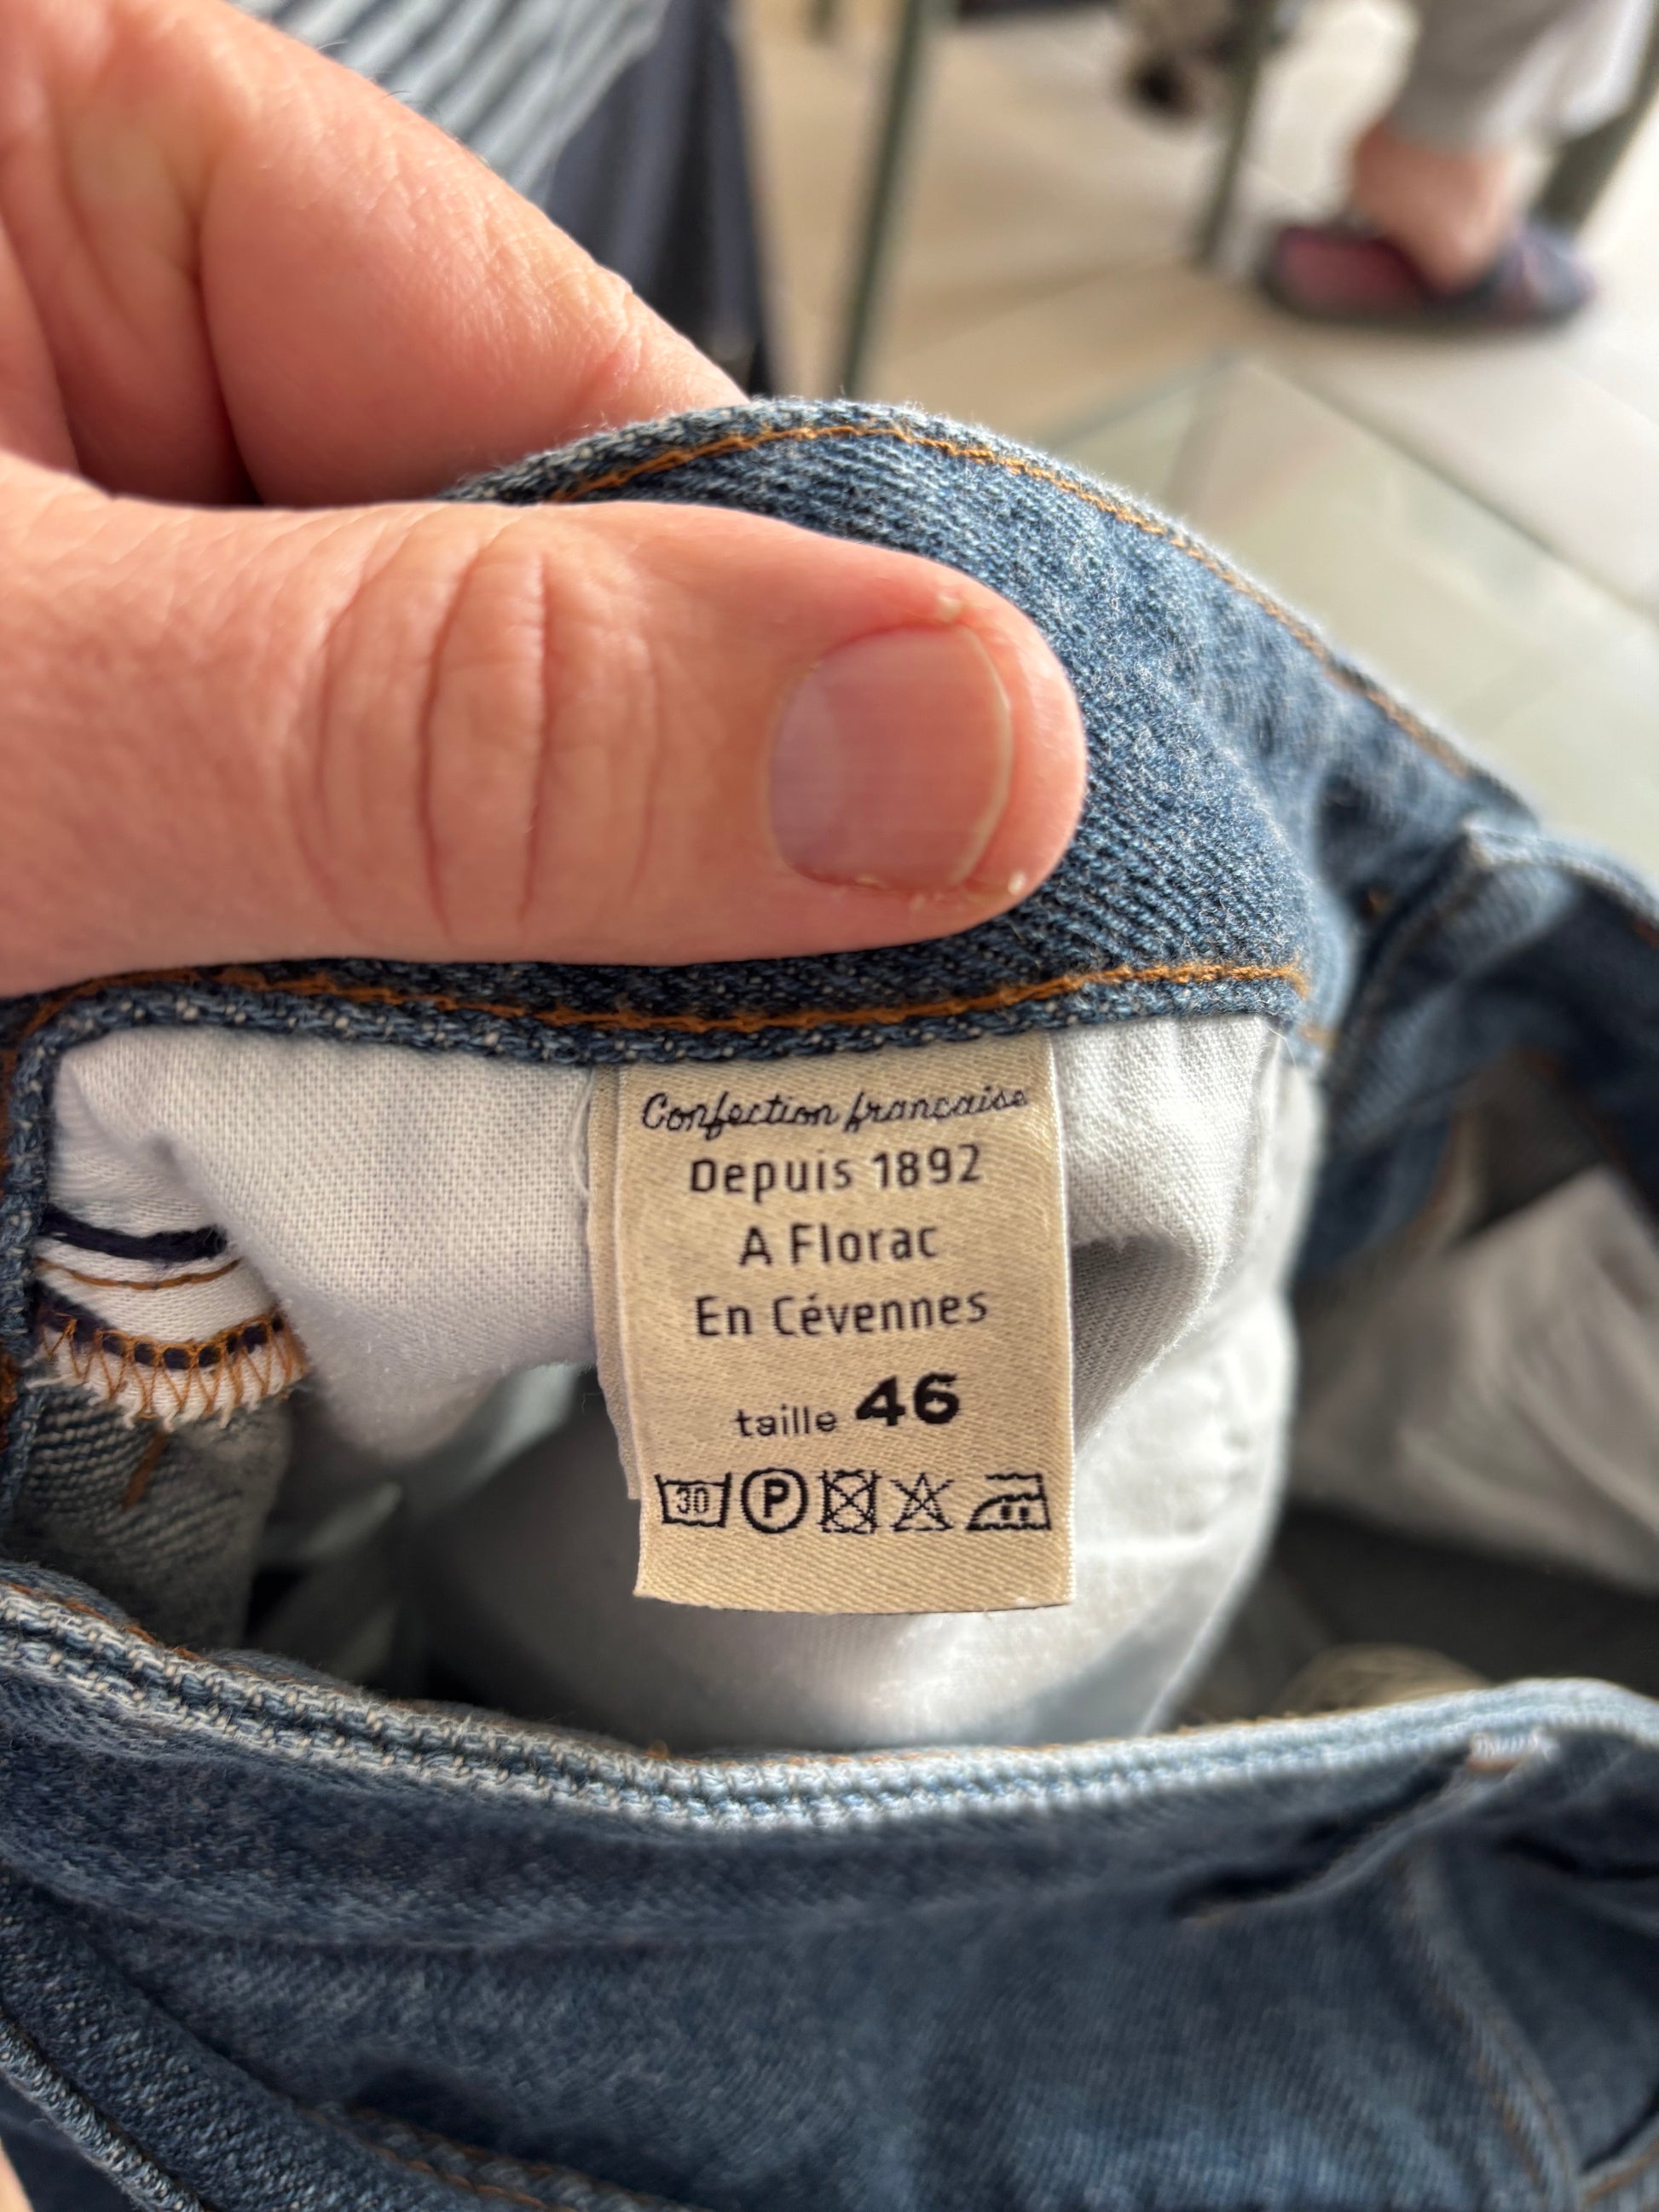 Confection française
Depuis 1892
A Florac
En Cévennes
taille 46
30 P